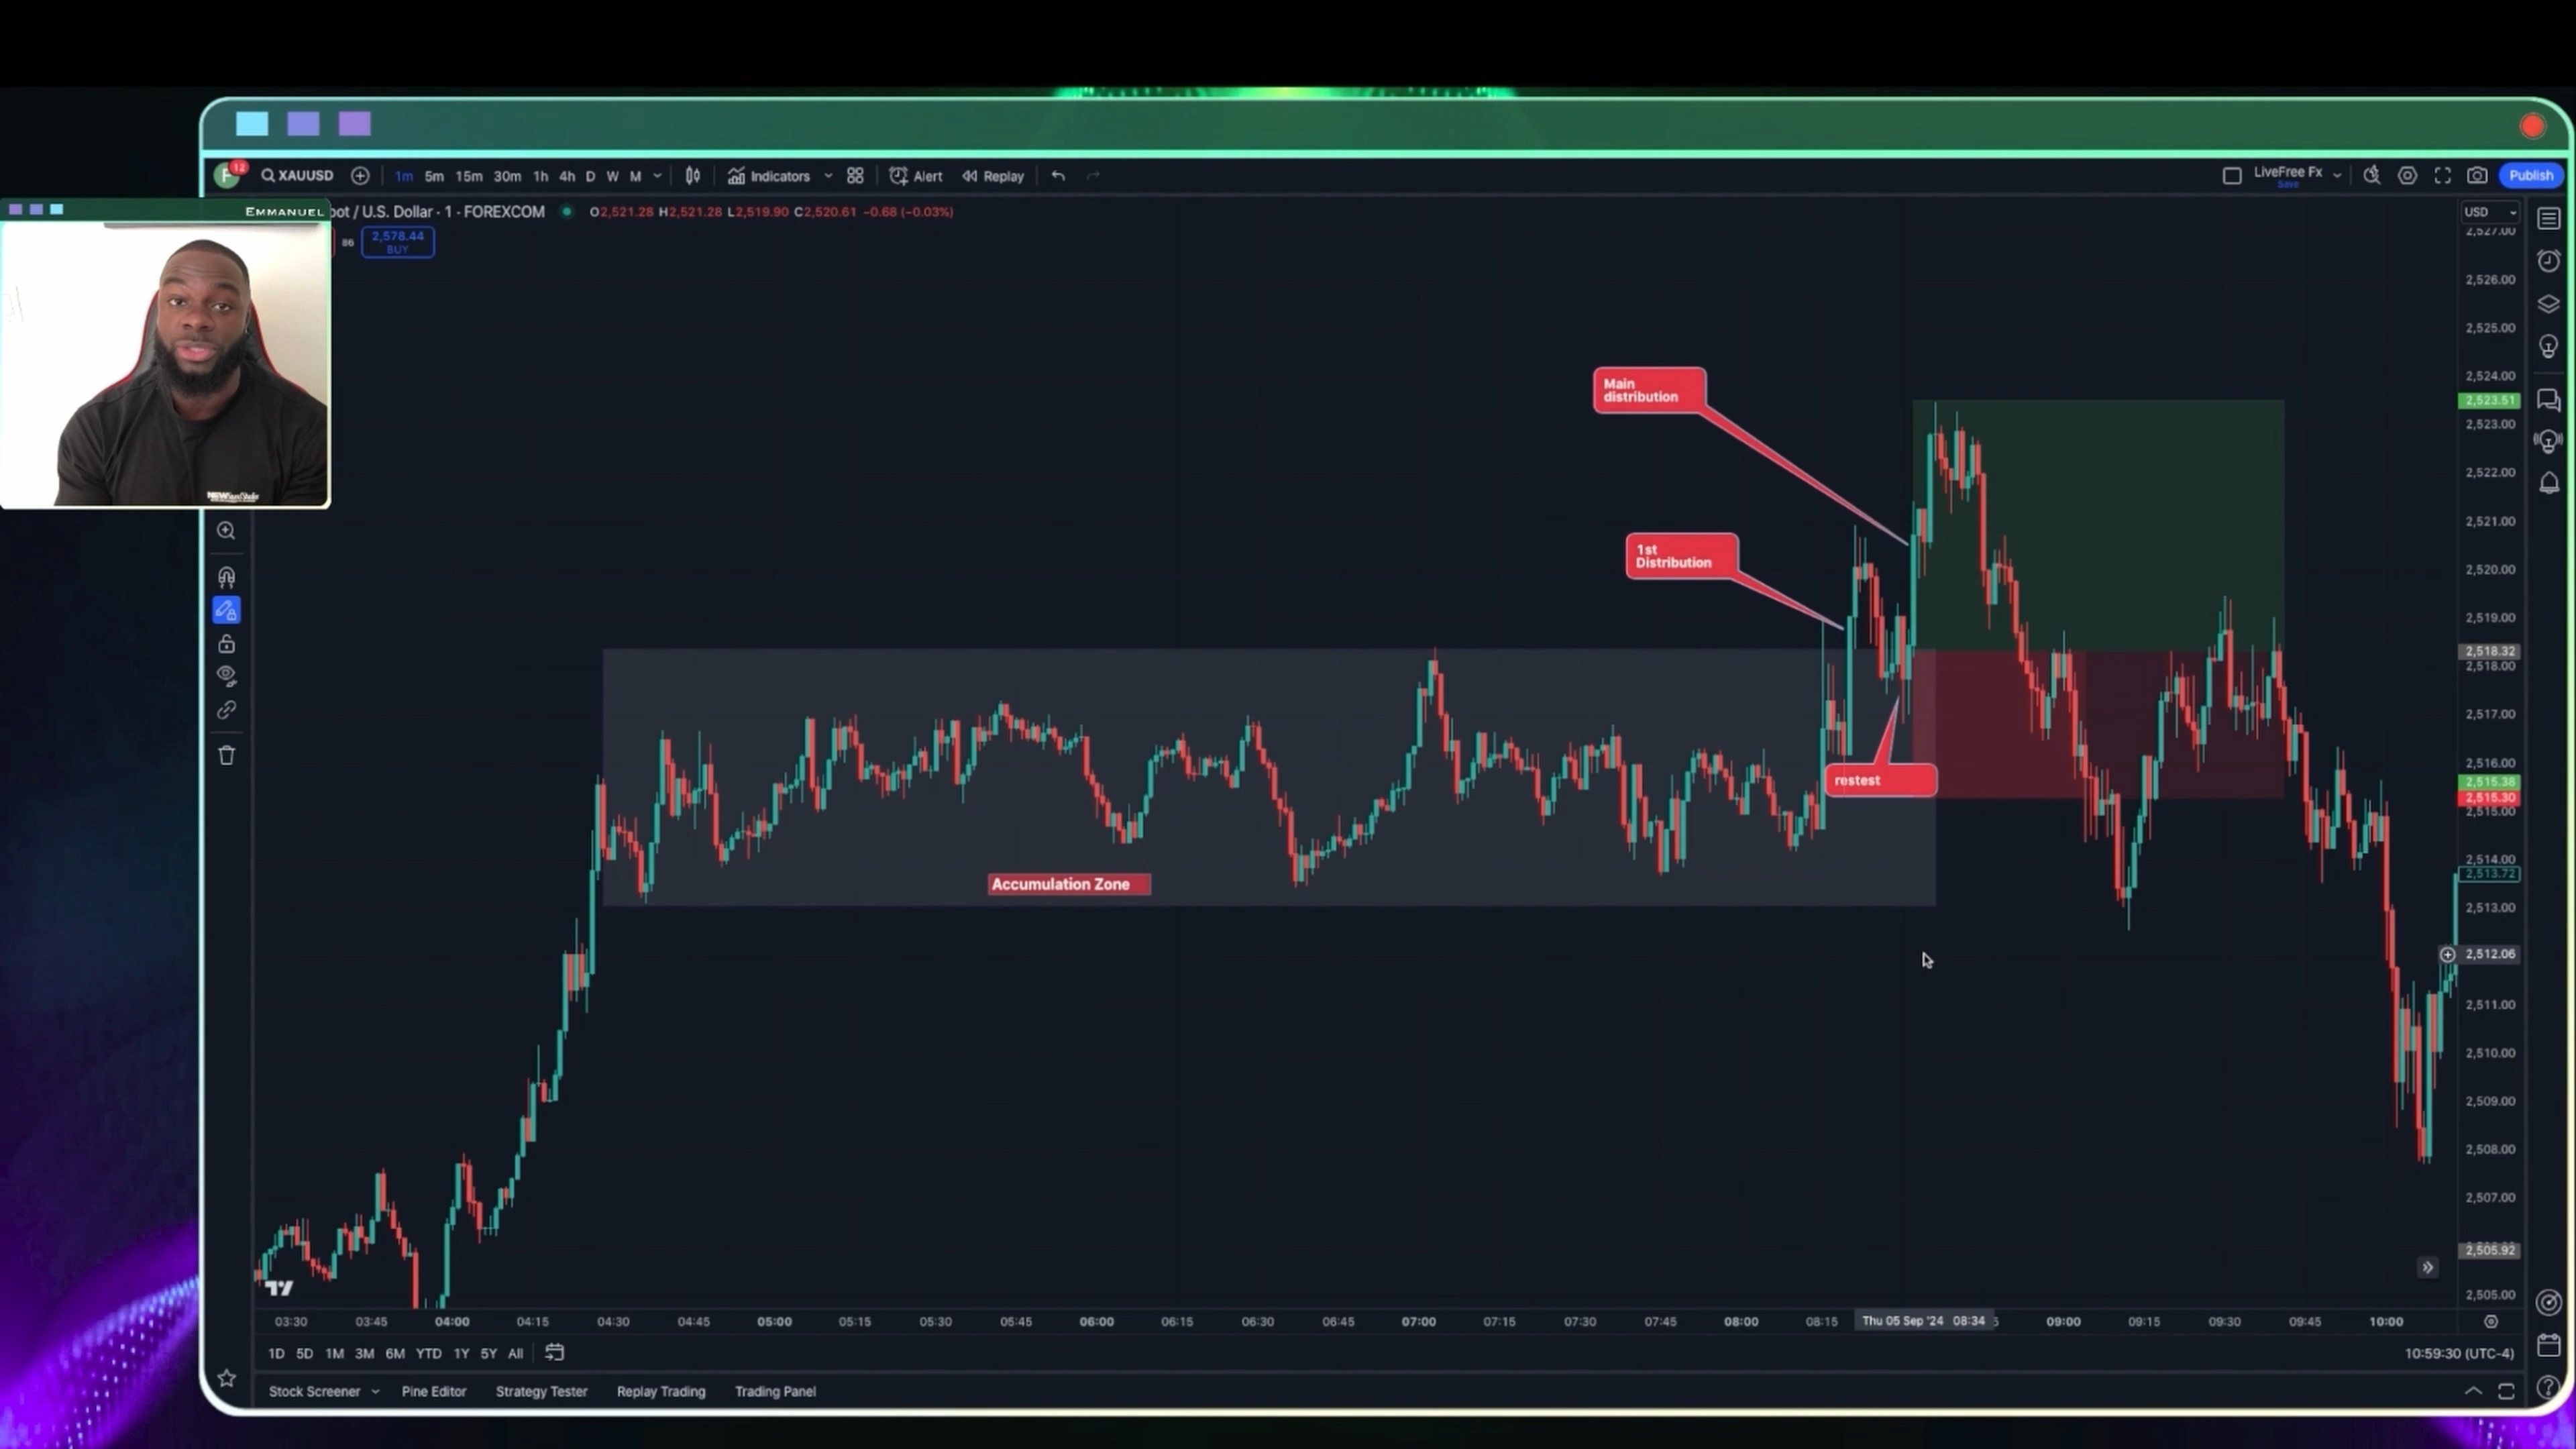 F
12
XAUUSD
1m 5m 15m 30m 1h 4h D W M
Indicators
Alert
Replay
LiveFree Fx
Save
Publish
EMMANUEL
pot / U.S. Dollar · 1 · FOREXCOM
O2,521.28 H2,521.28 L2,519.90 C2,520.61 −0.68 (−0.03%)
86
2,578.44
BUY
USD
2,527.00
2,526.00
2,525.00
2,524.00
2,523.51
2,523.00
2,522.00
2,521.00
2,520.00
2,519.00
2,518.32
2,518.00
2,517.00
2,516.00
2,515.38
2,515.30
2,515.00
2,514.00
2,513.72
2,513.00
2,512.06
2,511.00
2,510.00
2,509.00
2,508.00
2,507.00
2,505.92
2,505.00
Main
distribution
1st
Distribution
restest
Accumulation Zone
03:30 03:45 04:00 04:15 04:30 04:45 05:00 05:15 05:30 05:45 06:00 06:15 06:30 06:45 07:00 07:15 07:30 07:45 08:00 08:15 Thu 05 Sep '24 08:34 09:00 09:15 09:30 09:45 10:00
1D 5D 1M 3M 6M YTD 1Y 5Y All
10:59:30 (UTC-4)
Stock Screener
Pine Editor
Strategy Tester
Replay Trading
Trading Panel